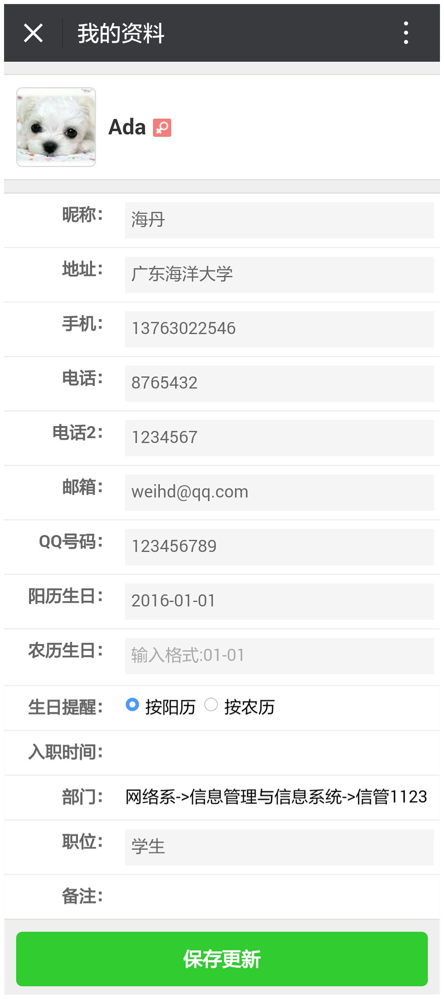 我的资料
Ada
昵称： 海丹
地址： 广东海洋大学
手机： 13763022546
电话： 8765432
电话2： 1234567
邮箱： weihd@qq.com
QQ号码： 123456789
阳历生日： 2016-01-01
农历生日： 输入格式:01-01
生日提醒： 按阳历 按农历
入职时间：
部门： 网络系->信息管理与信息系统->信管1123
职位： 学生
备注：
保存更新